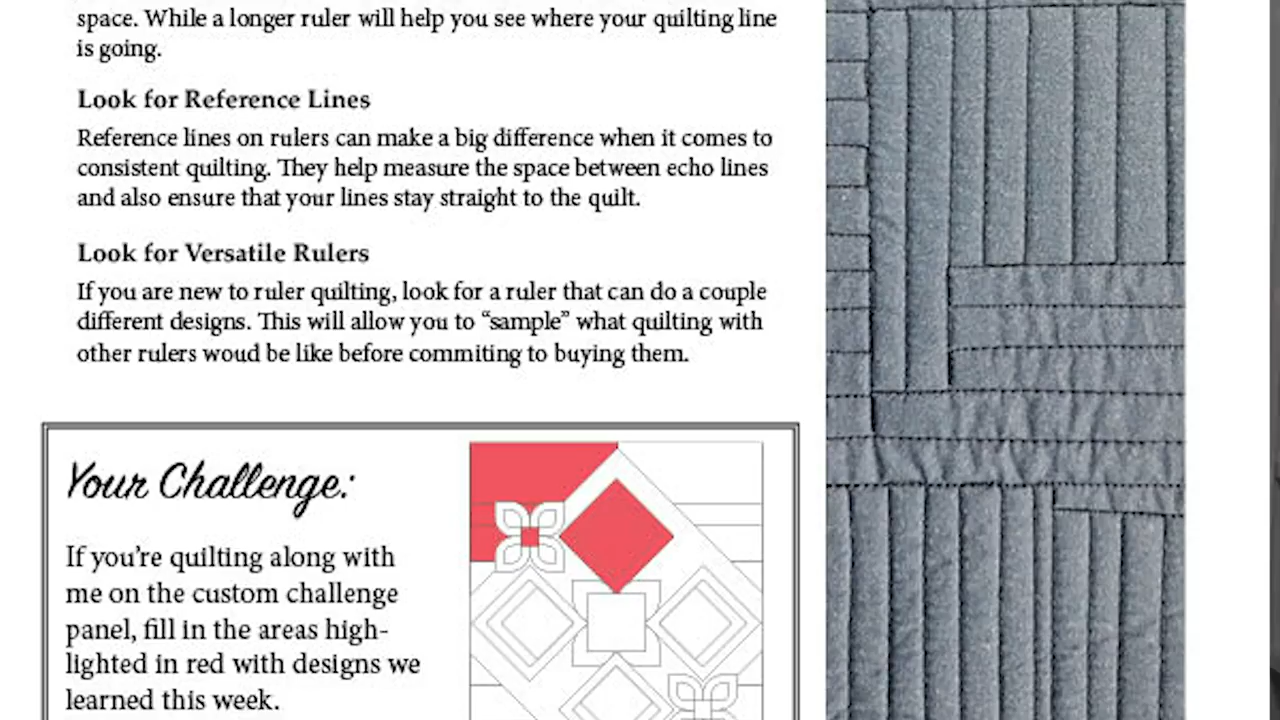 space. While a longer ruler will help you see where your quilting line
is going.
Look for Reference Lines
Reference lines on rulers can make a big difference when it comes to
consistent quilting. They help measure the space between echo lines
and also ensure that your lines stay straight to the quilt.
Look for Versatile Rulers
If you are new to ruler quilting, look for a ruler that can do a couple
different designs. This will allow you to “sample” what quilting with
other rulers woud be like before commiting to buying them.
Your Challenge:
If you’re quilting along with
me on the custom challenge
panel, fill in the areas high-
lighted in red with designs we
learned this week.